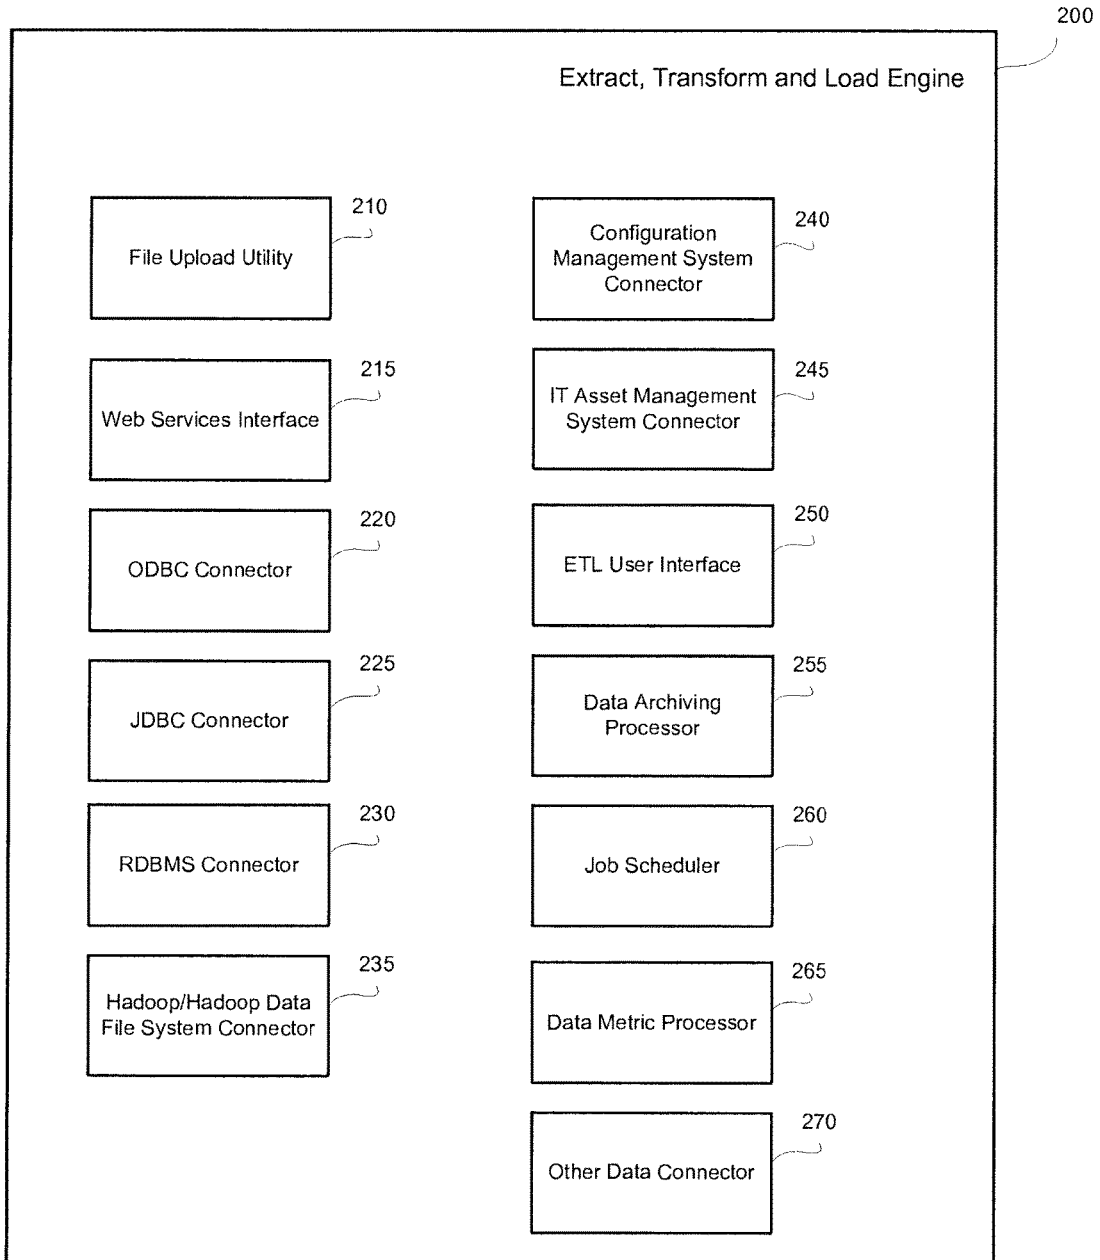 200
Extract, Transform and Load Engine
210
File Upload Utility
215
Web Services Interface
220
ODBC Connector
225
JDBC Connector
230
RDBMS Connector
235
Hadoop/Hadoop Data
File System Connector
240
Configuration
Management System
Connector
245
IT Asset Management
System Connector
250
ETL User Interface
255
Data Archiving
Processor
260
Job Scheduler
265
Data Metric Processor
270
Other Data Connector